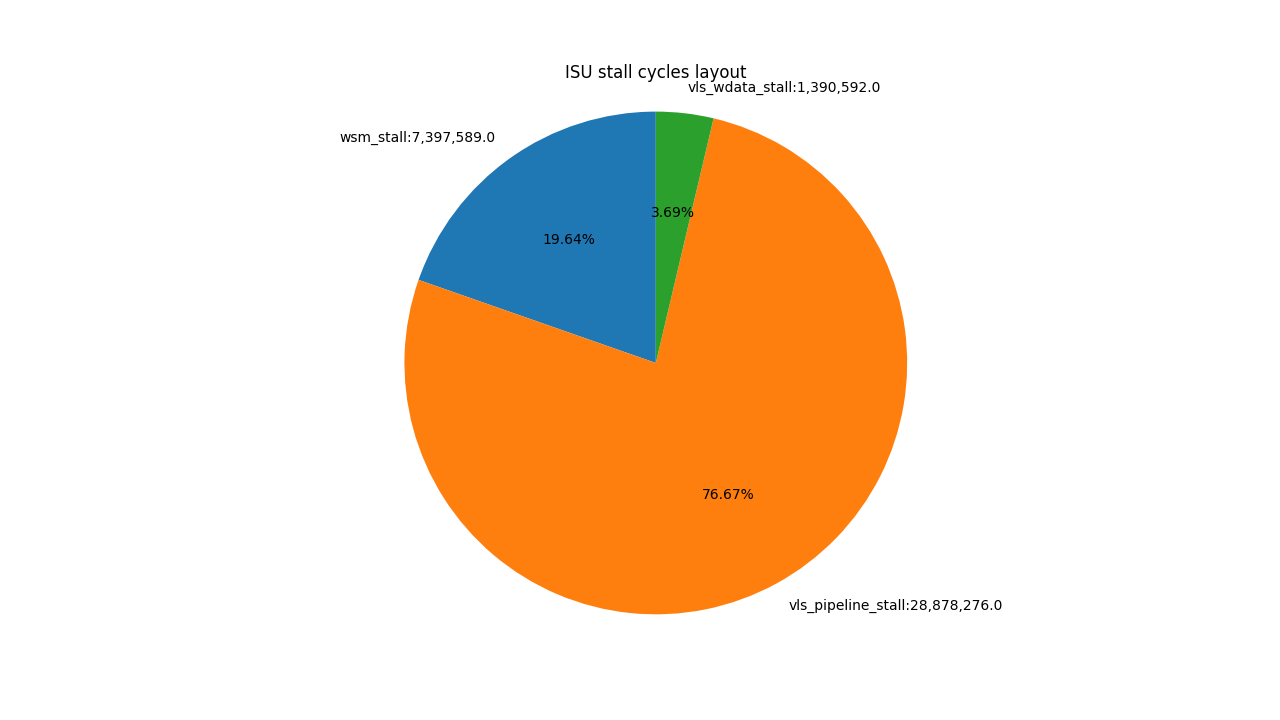 ISU stall cycles layout
vls_wdata_stall:1,390,592.0
wsm_stall:7,397,589.0
3.69%
19.64%
76.67%
vls_pipeline_stall:28,878,276.0